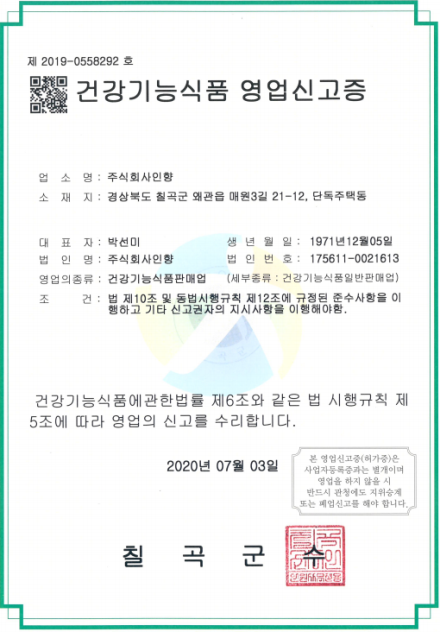 제 2019-0558292 호
건강기능식품 영업신고증
업 소 명 : 주식회사인향
소 재 지 : 경상북도 칠곡군 왜관읍 매원3길 21-12, 단독주택동
대 표 자 : 박선미 생 년 월 일 : 1971년12월05일
법 인 명 : 주식회사인향 법 인 번 호 : 175611-0021613
영업의종류 : 건강기능식품판매업 (세부종류 : 건강기능식품일반판매업)
조 건 : 법 제10조 및 동법시행규칙 제12조에 규정된 준수사항을 이
행하고 기타 신고권자의 지시사항을 이행해야함.
건강기능식품에관한법률 제6조와 같은 법 시행규칙 제
5조에 따라 영업의 신고를 수리합니다.
2020년 07월 03일
본 영업신고증(허가증)은
사업자등록증과는 별개이며
영업을 하지 않을 시
반드시 관청에도 지위승계
또는 폐업신고를 해야 합니다.
칠 곡 군 수